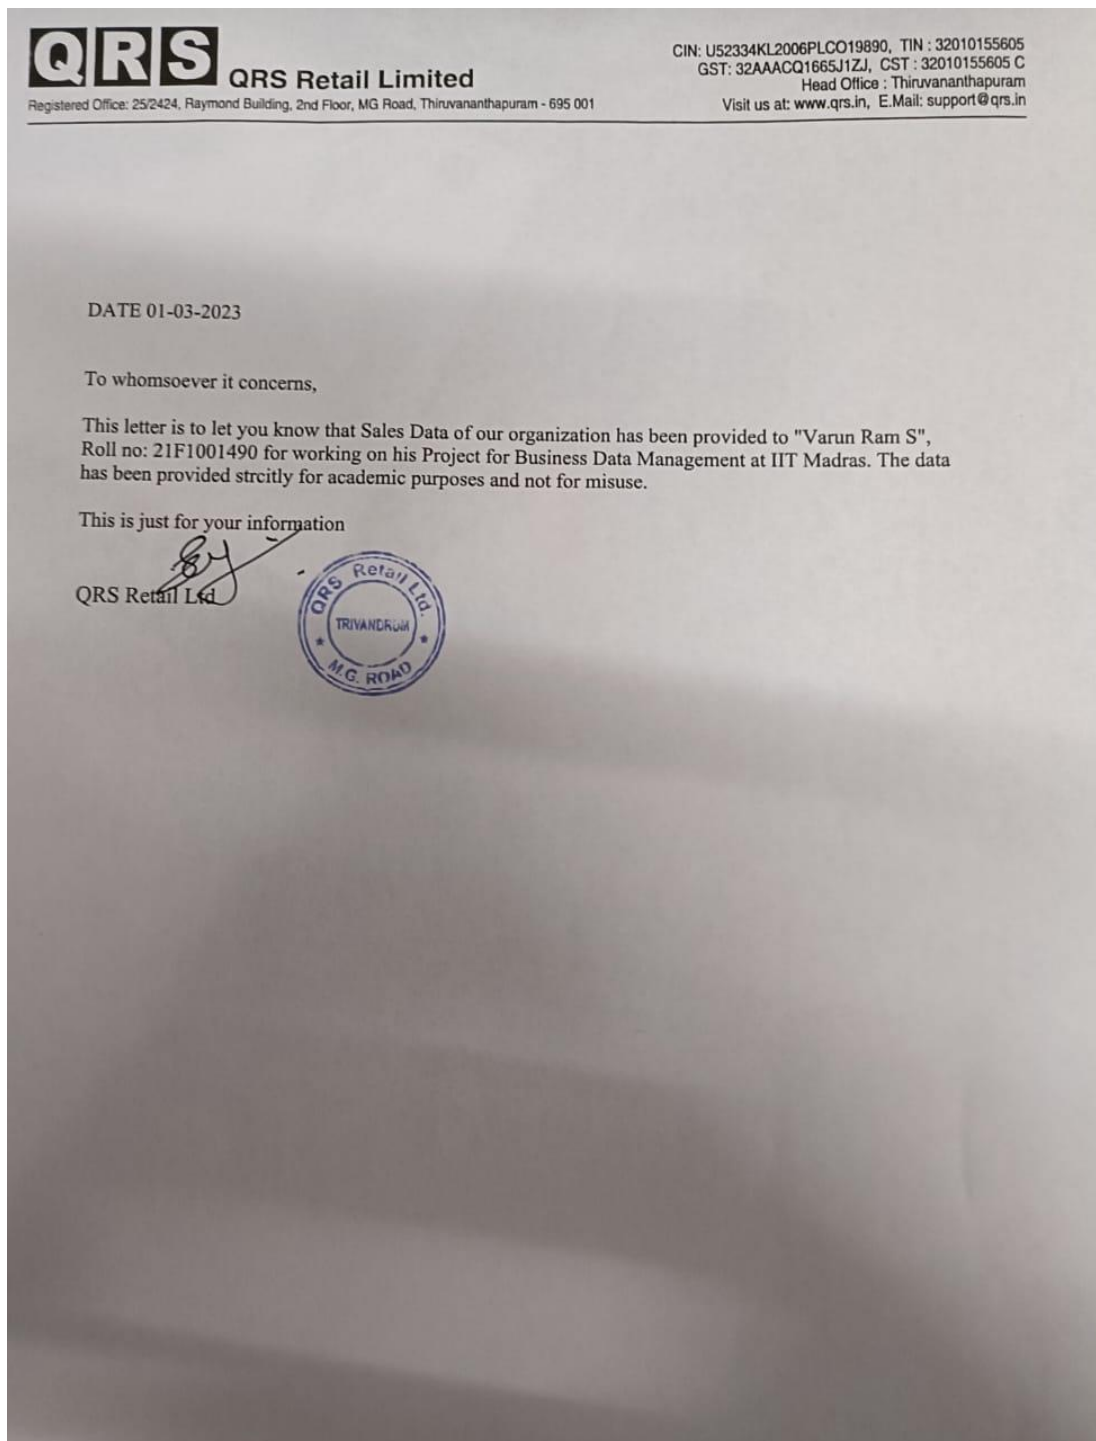 QRS QRS Retail Limited
Registered Office: 25/2424, Raymond Building, 2nd Floor, MG Road, Thiruvananthapuram - 695 001
CIN: U52334KL2006PLCO19890, TIN : 32010155605
GST: 32AAACQ1665J1ZJ, CST : 32010155605 C
Head Office : Thiruvananthapuram
Visit us at: www.qrs.in, E.Mail: support@qrs.in
DATE 01-03-2023
To whomsoever it concerns,
This letter is to let you know that Sales Data of our organization has been provided to "Varun Ram S",
Roll no: 21F1001490 for working on his Project for Business Data Management at IIT Madras. The data
has been provided strcitly for academic purposes and not for misuse.
This is just for your information
QRS Retail Ltd
QRS Retail Ltd.
TRIVANDRUM
M.G. ROAD